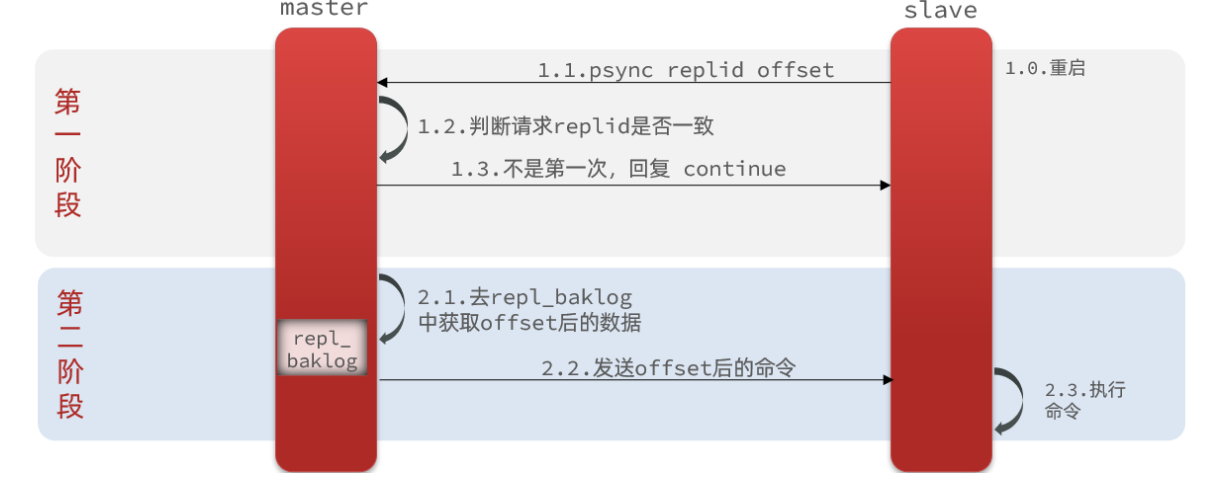 master
slave
第一阶段
1.0.重启
1.1.psync replid offset
1.2.判断请求replid是否一致
1.3.不是第一次，回复 continue
第二阶段
2.1.去repl_baklog
中获取offset后的数据
repl_
baklog
2.2.发送offset后的命令
2.3.执行
命令